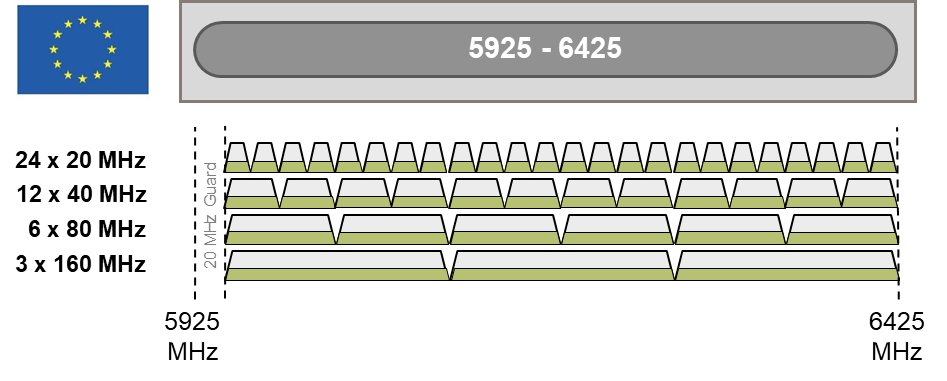 5925 - 6425
24 x 20 MHz
12 x 40 MHz
6 x 80 MHz
3 x 160 MHz
20 MHz Guard
5925
MHz
6425
MHz